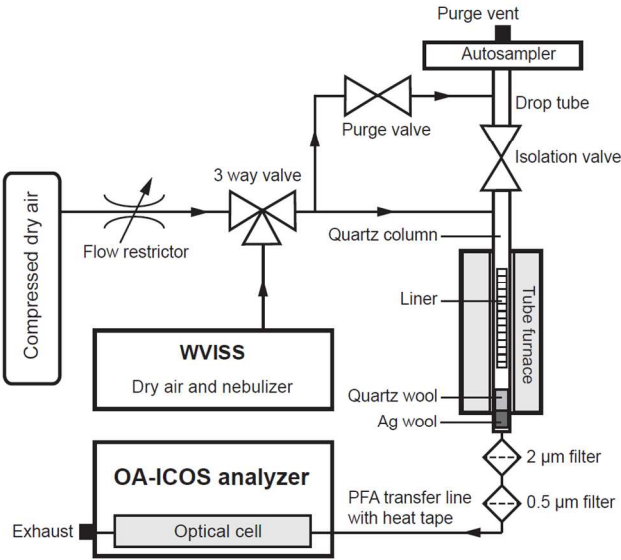 Purge vent
Autosampler
Drop tube
Purge valve
Isolation valve
3 way valve
Compressed dry air
Flow restrictor
Quartz column
Liner
Tube furnace
WVISS
Dry air and nebulizer
Quartz wool
Ag wool
2 µm filter
OA-ICOS analyzer
PFA transfer line
with heat tape
0.5 µm filter
Exhaust
Optical cell